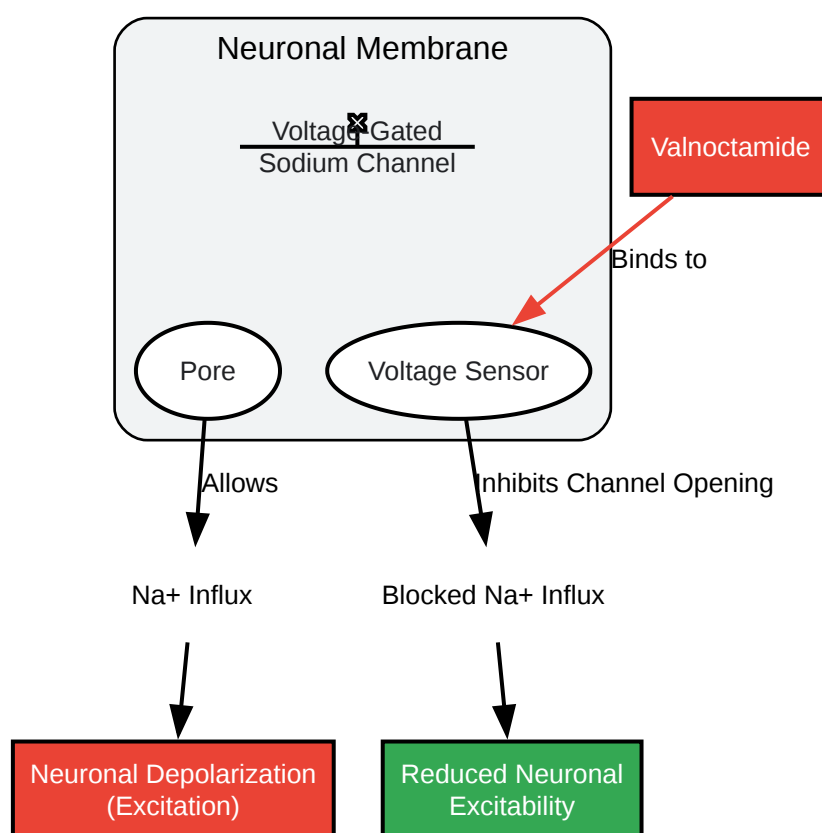 Neuronal Membrane
Voltage Gated
Sodium Channel
Valnoctamide
Binds to
Pore
Voltage Sensor
Allows
Inhibits Channel Opening
Na+ Influx
Blocked Na+ Influx
Neuronal Depolarization
(Excitation)
Reduced Neuronal
Excitability